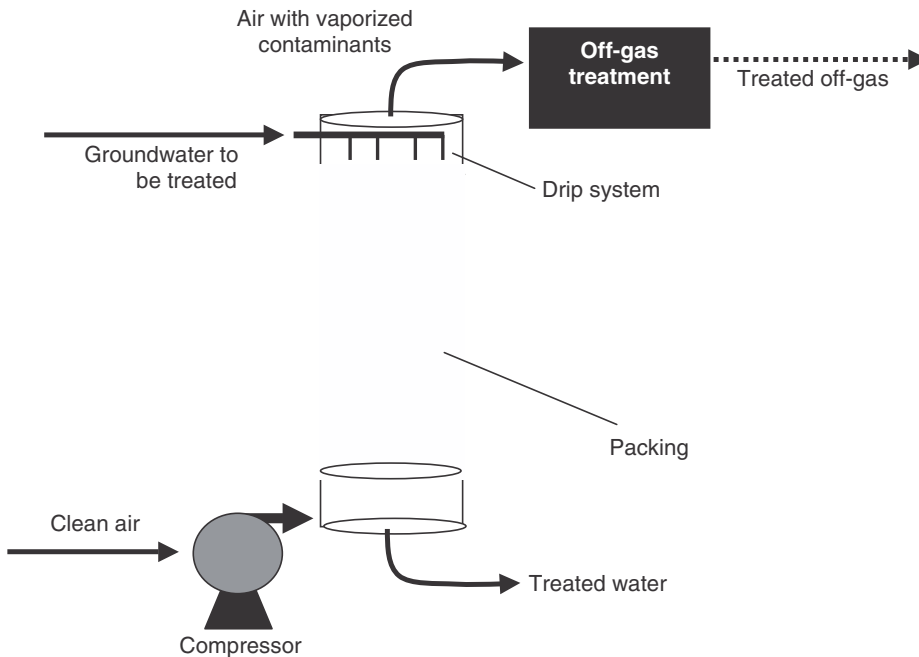 Air with vaporized
contaminants
Off-gas
treatment
Treated off-gas
Groundwater to
be treated
Drip system
Packing
Clean air
Treated water
Compressor